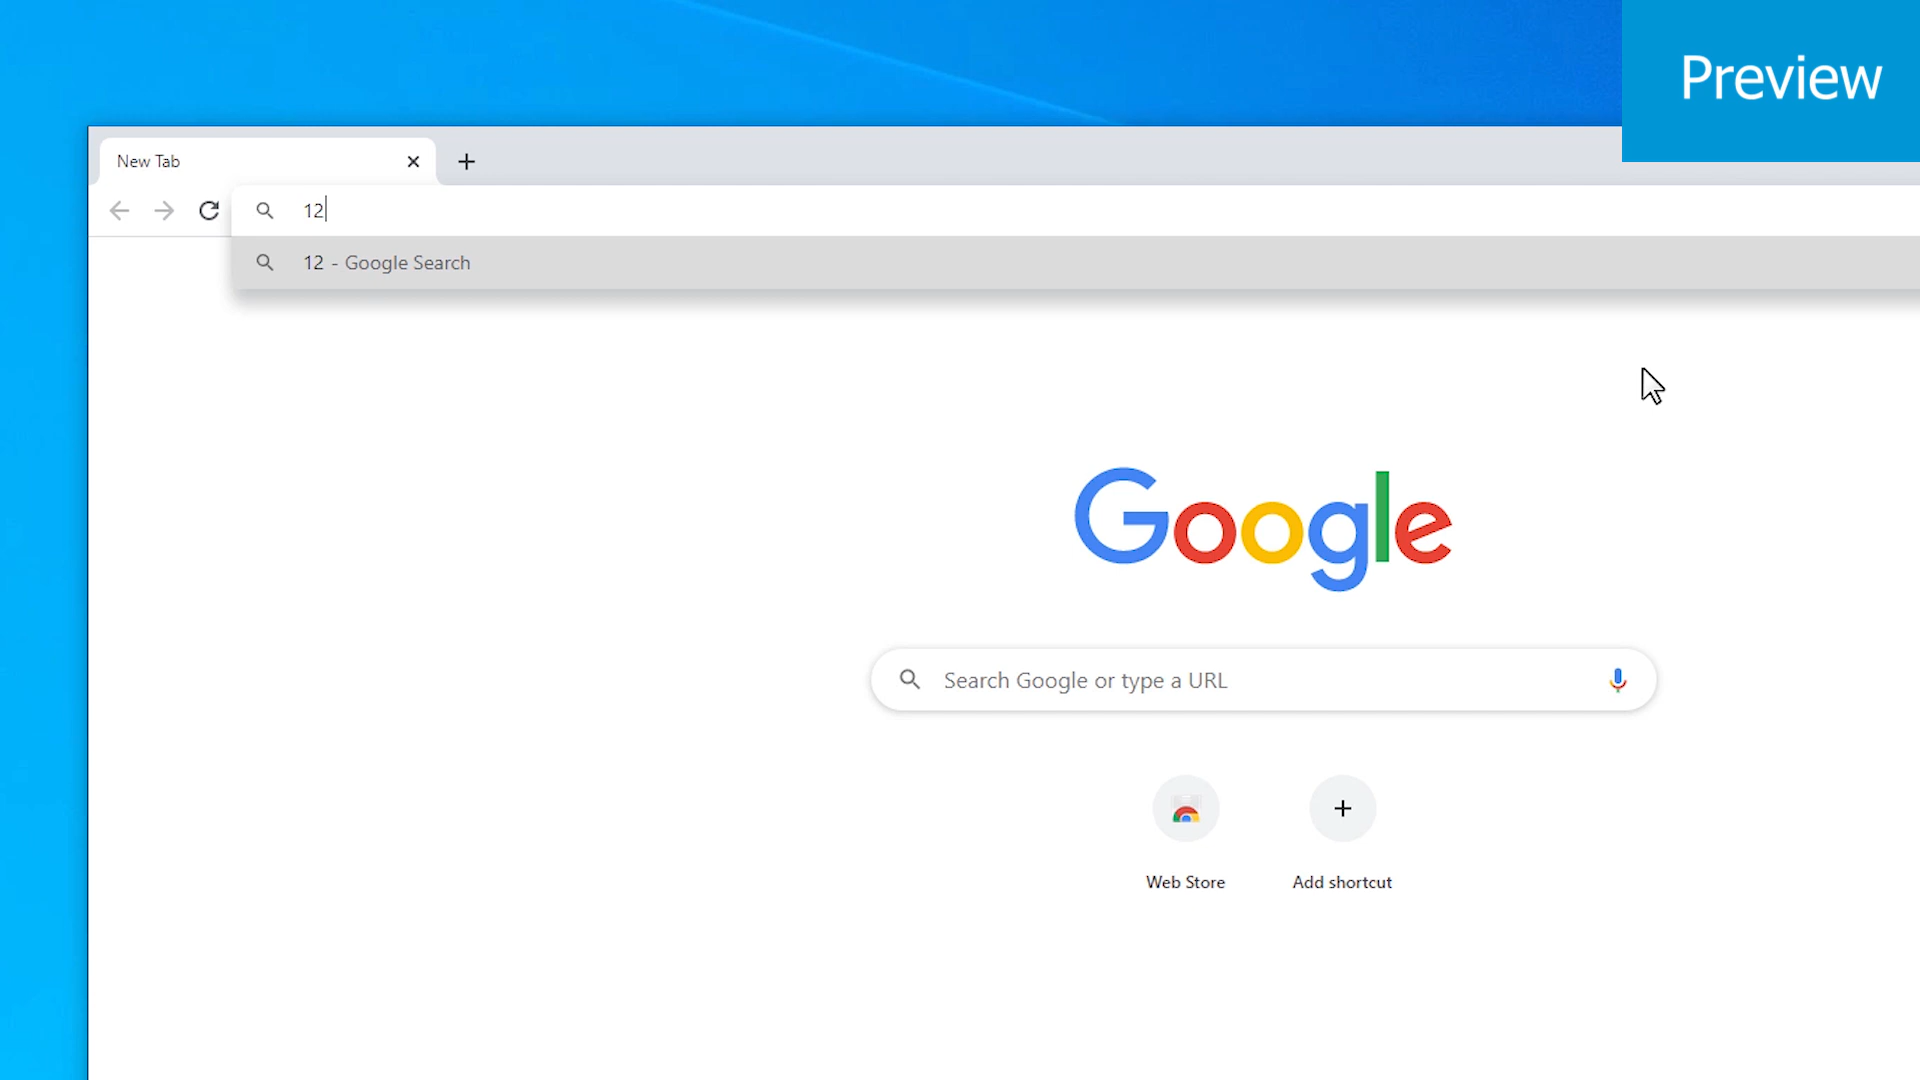 Preview
New Tab
12
12 - Google Search
Google
Search Google or type a URL
Web Store
Add shortcut